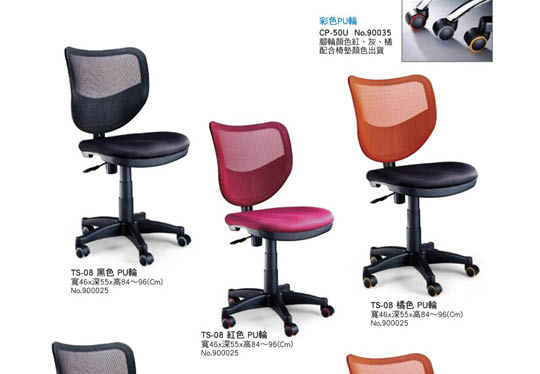 彩色PU輪
CP-50U No.90035
腳輪顏色紅、灰、橘
配合椅墊顏色出貨
TS-08 黑色 PU輪
寬46x深55x高84～96(Cm)
No.900025
TS-08 紅色 PU輪
寬46x深55x高84～96(Cm)
No.900025
TS-08 橘色 PU輪
寬46x深55x高84～96(Cm)
No.900025